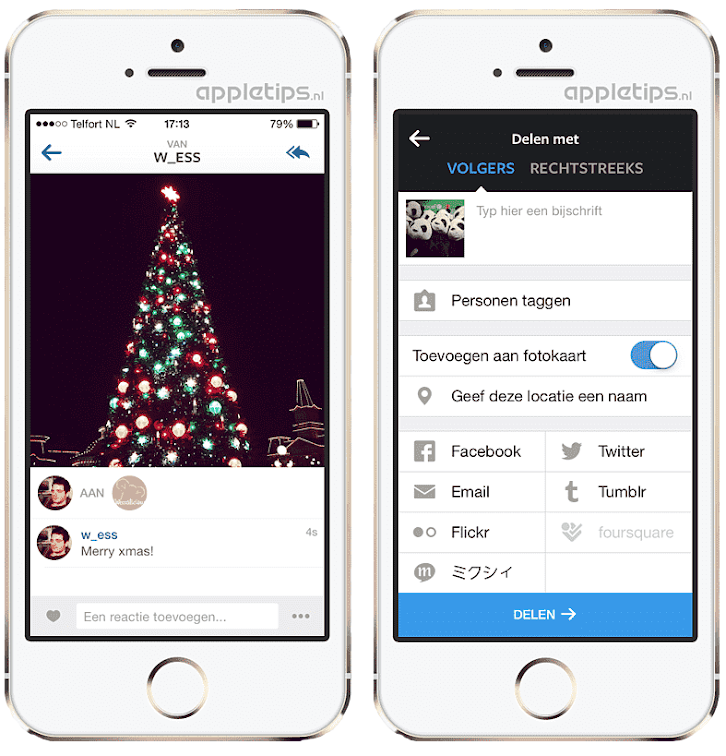 appletips.nl
Telfort NL 17:13 79%
VAN
W_ESS
AAN
w_ess 4s
Merry xmas!
Een reactie toevoegen...
appletips.nl
Delen met
VOLGERS RECHTSTREEKS
Typ hier een bijschrift
Personen taggen
Toevoegen aan fotokaart
Geef deze locatie een naam
Facebook Twitter
Email Tumblr
Flickr foursquare
ミクシィ
DELEN